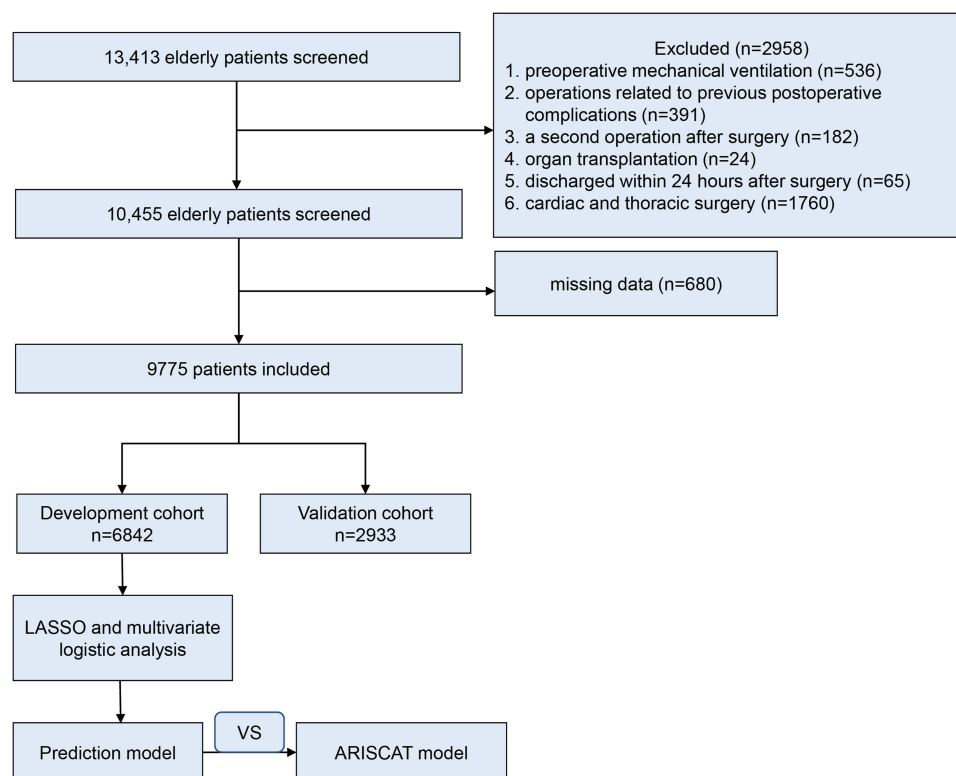 13,413 elderly patients screened
Excluded (n=2958)
1. preoperative mechanical ventilation (n=536)
2. operations related to previous postoperative
complications (n=391)
3. a second operation after surgery (n=182)
4. organ transplantation (n=24)
5. discharged within 24 hours after surgery (n=65)
6. cardiac and thoracic surgery (n=1760)
10,455 elderly patients screened
missing data (n=680)
9775 patients included
Development cohort
n=6842
Validation cohort
n=2933
LASSO and multivariate
logistic analysis
Prediction model
VS
ARISCAT model